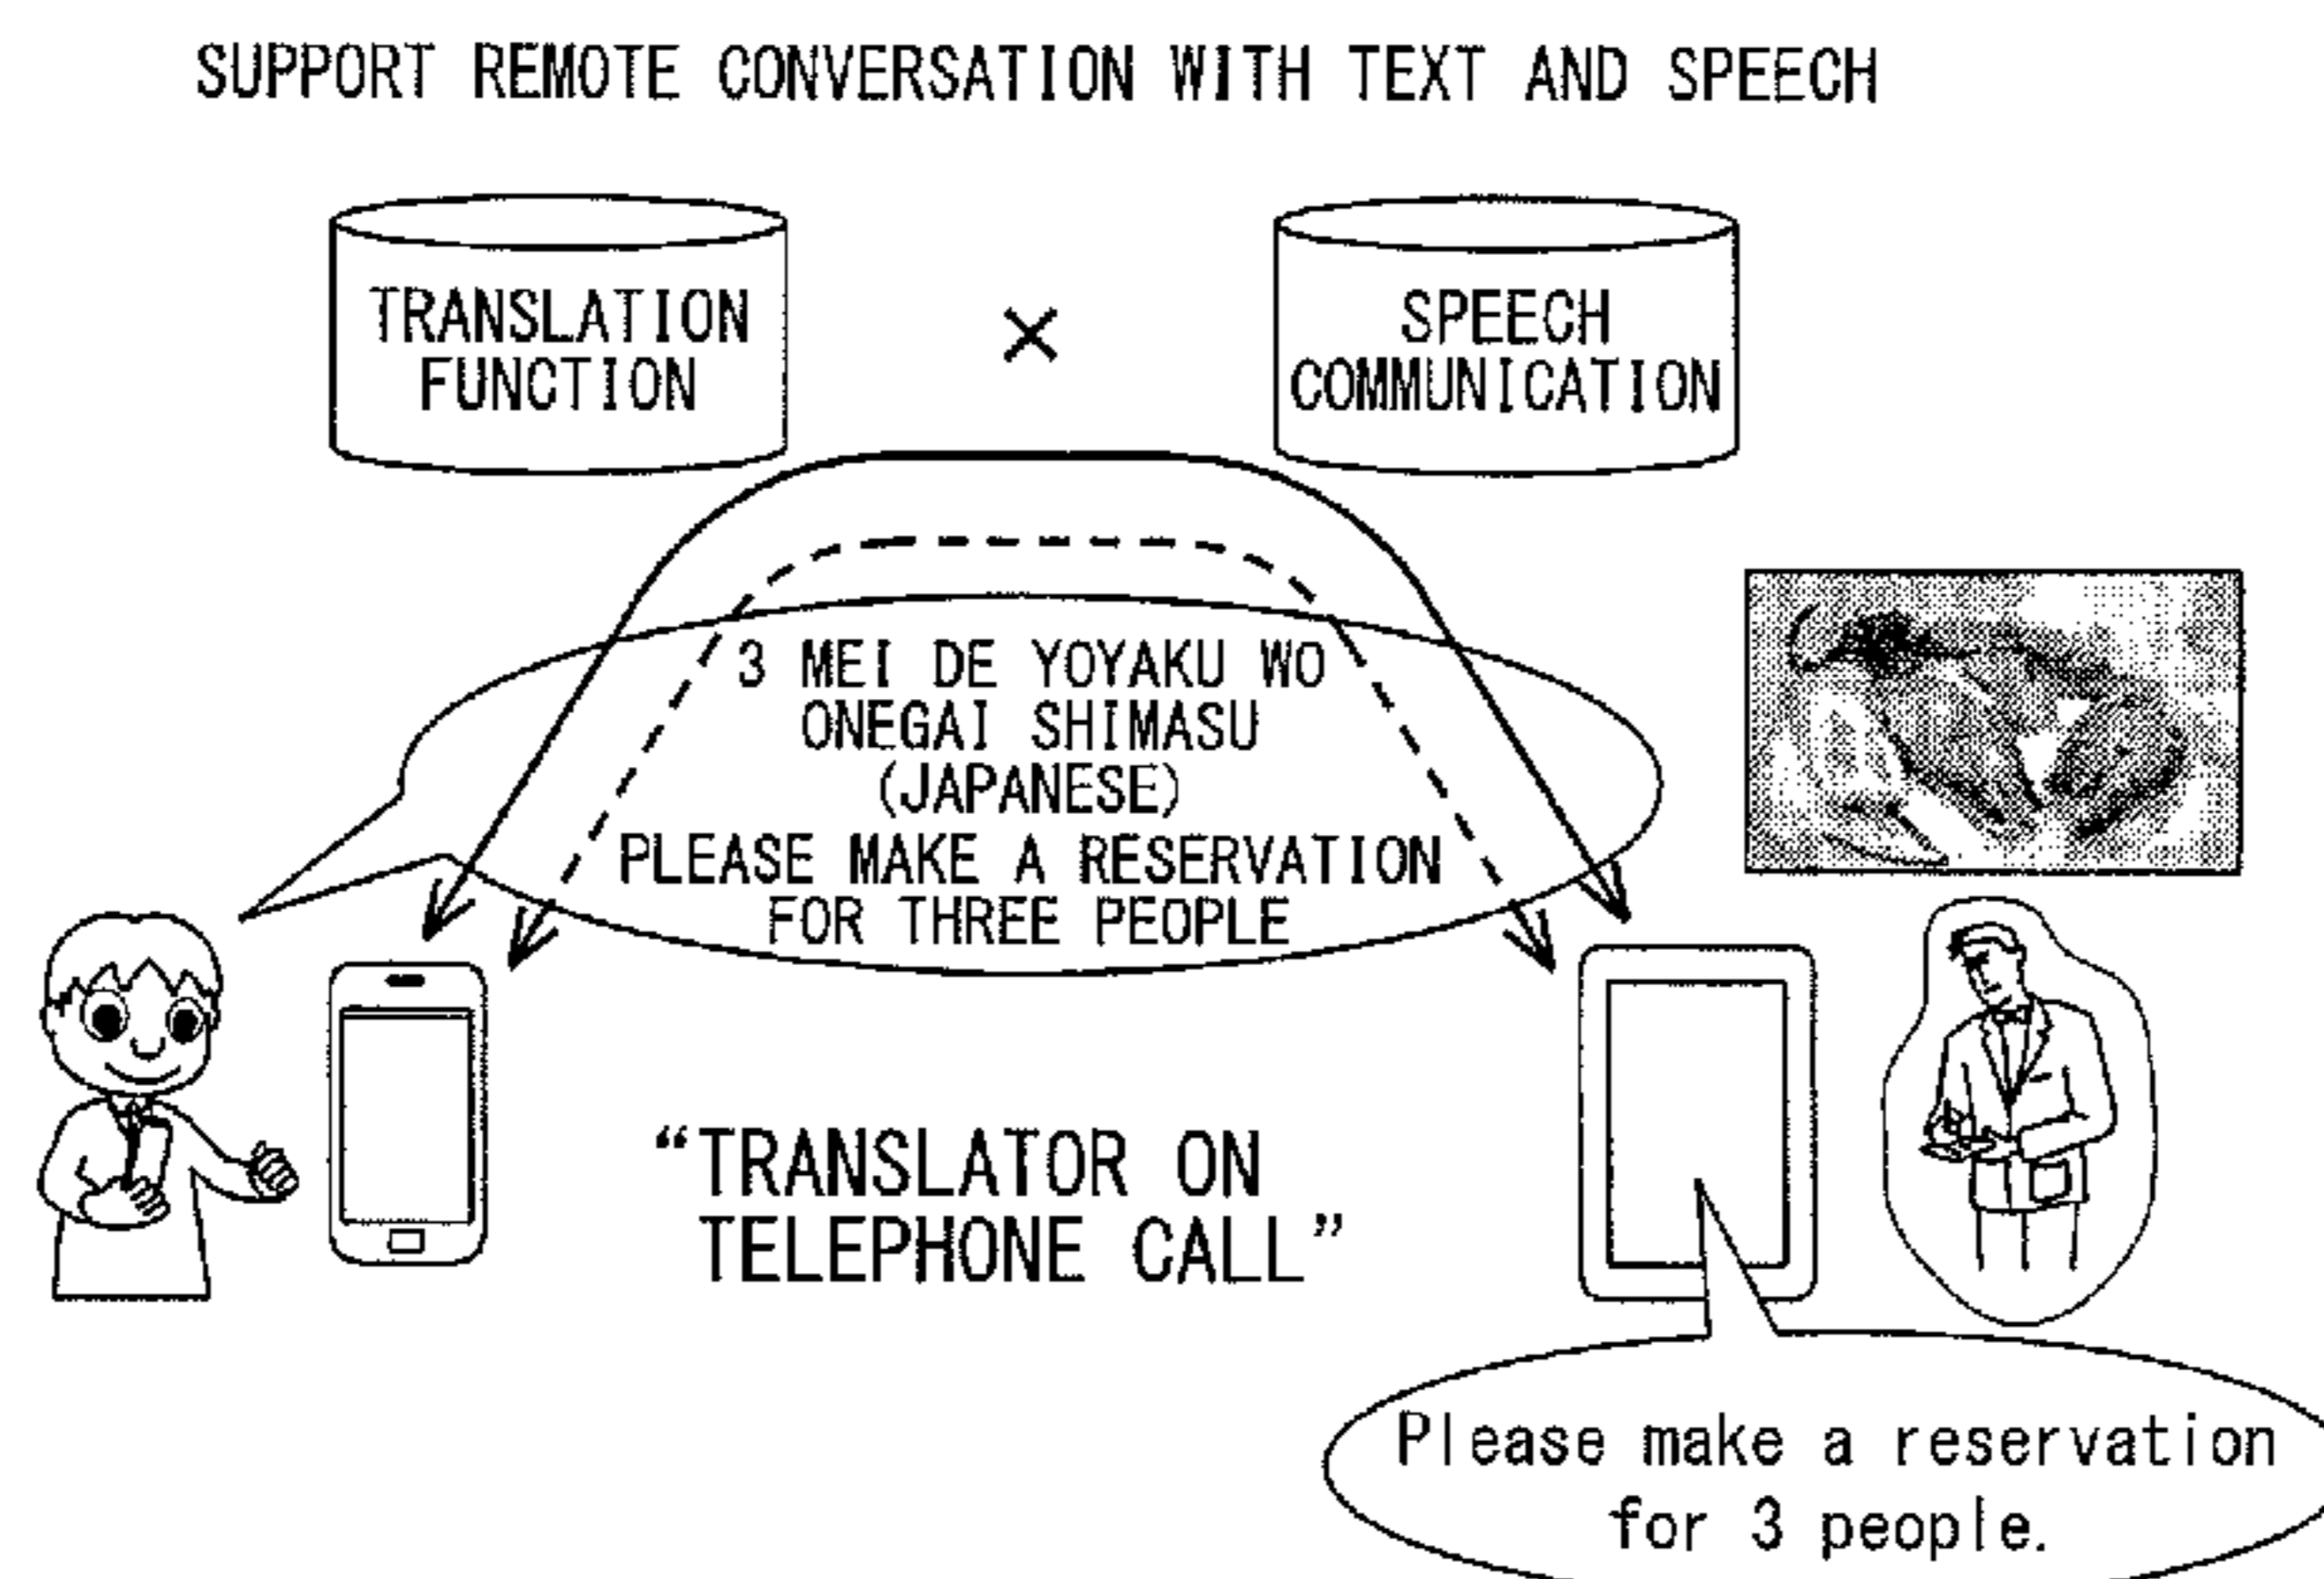 SUPPORT REMOTE CONVERSATION WITH TEXT AND SPEECH
TRANSLATION
FUNCTION
×
SPEECH
COMMUNICATION
3 MEI DE YOYAKU WO
ONEGAI SHIMASU
(JAPANESE)
PLEASE MAKE A RESERVATION
FOR THREE PEOPLE
“TRANSLATOR ON
TELEPHONE CALL”
Please make a reservation
for 3 people.